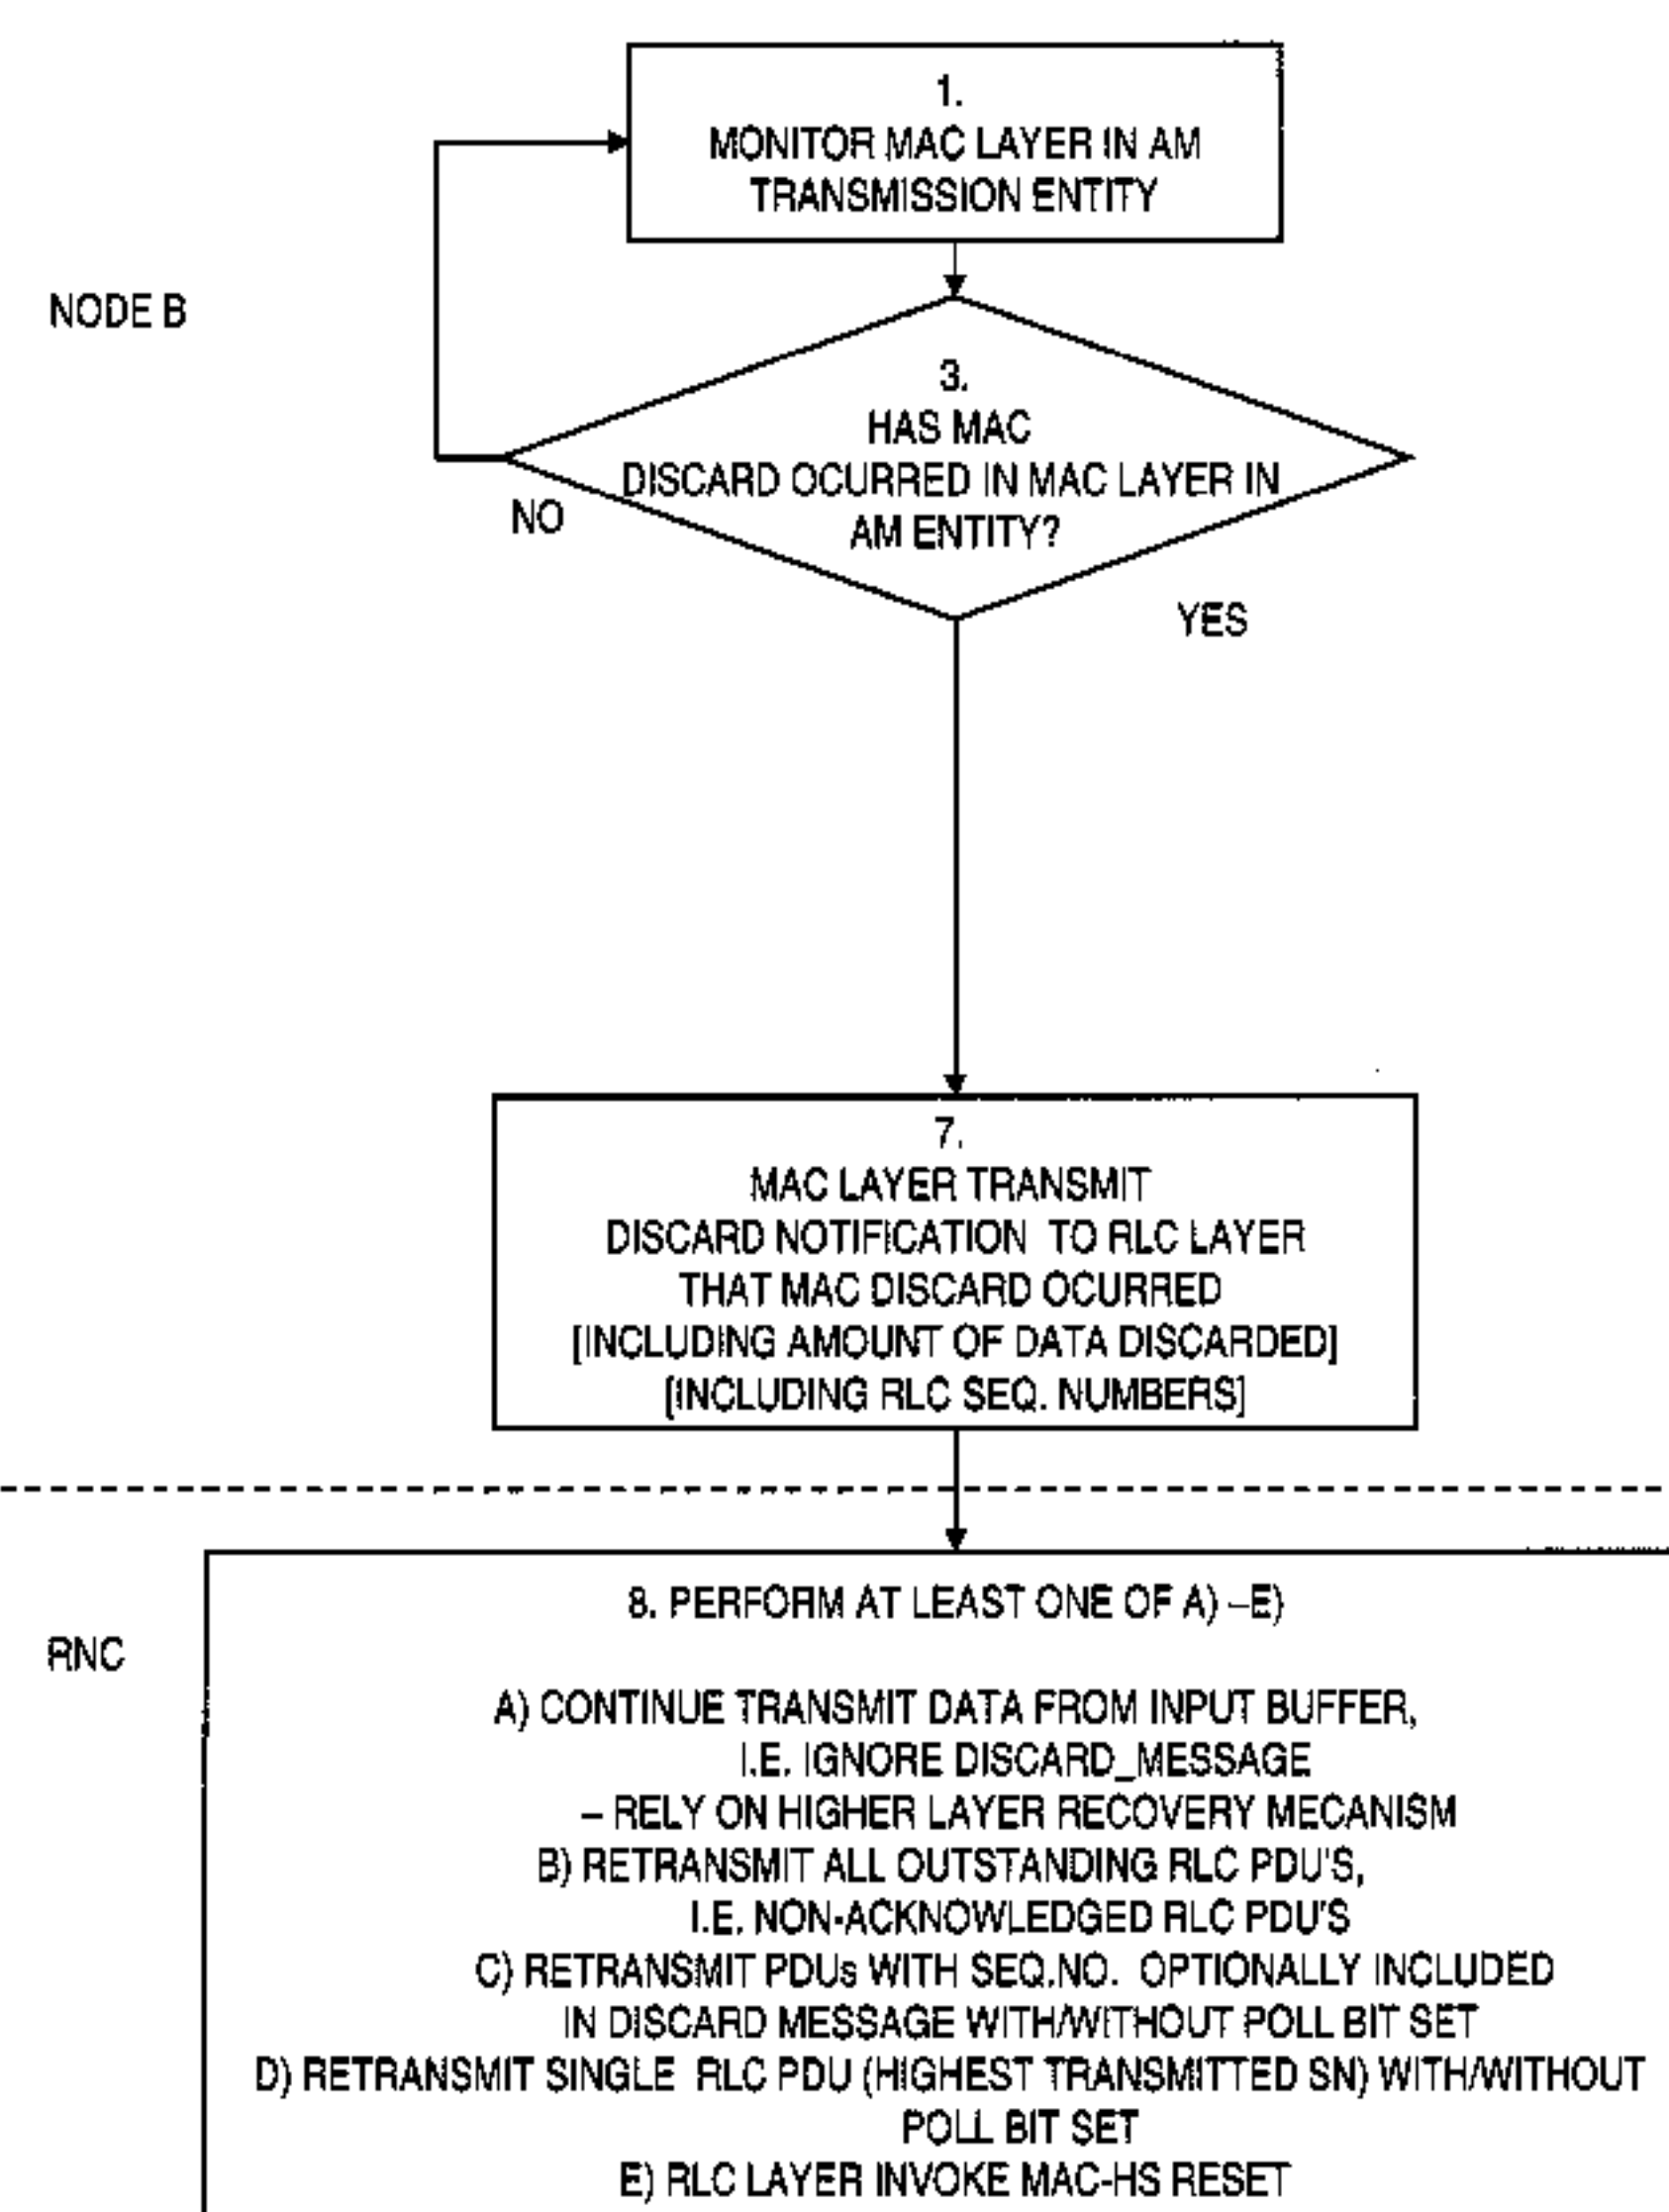 1.
MONITOR MAC LAYER IN AM
TRANSMISSION ENTITY
NODE B
3.
HAS MAC
DISCARD OCURRED IN MAC LAYER IN
AM ENTITY?
NO
YES
7.
MAC LAYER TRANSMIT
DISCARD NOTIFICATION TO RLC LAYER
THAT MAC DISCARD OCURRED
[INCLUDING AMOUNT OF DATA DISCARDED]
[INCLUDING RLC SEQ. NUMBERS]
8. PERFORM AT LEAST ONE OF A) –E)
RNC
A) CONTINUE TRANSMIT DATA FROM INPUT BUFFER,
I.E. IGNORE DISCARD_MESSAGE
– RELY ON HIGHER LAYER RECOVERY MECANISM
B) RETRANSMIT ALL OUTSTANDING RLC PDU'S,
I.E. NON-ACKNOWLEDGED RLC PDU'S
C) RETRANSMIT PDUs WITH SEQ.NO. OPTIONALLY INCLUDED
IN DISCARD MESSAGE WITH/WITHOUT POLL BIT SET
D) RETRANSMIT SINGLE RLC PDU (HIGHEST TRANSMITTED SN) WITH/WITHOUT
POLL BIT SET
E) RLC LAYER INVOKE MAC-HS RESET